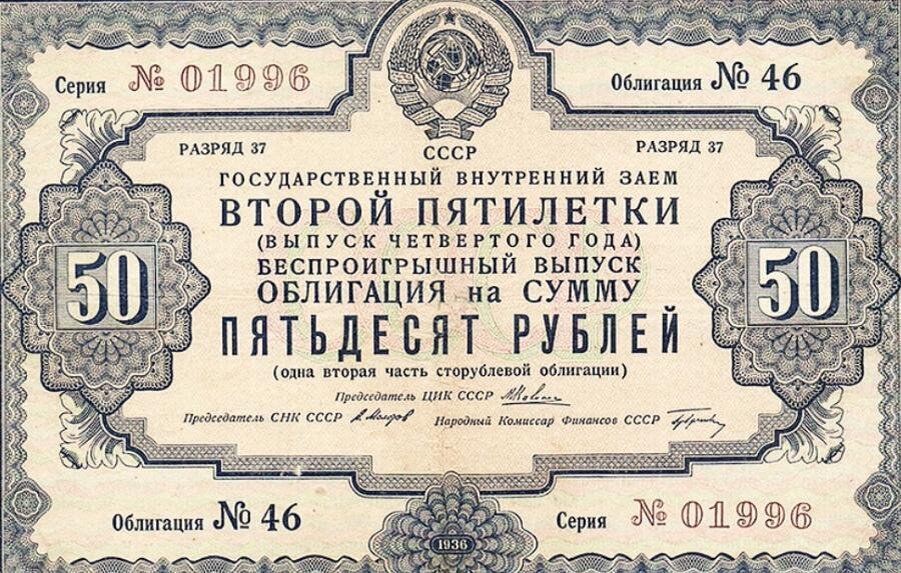 Серия № 01996
Облигация № 46
РАЗРЯД 37
РАЗРЯД 37
СССР
ГОСУДАРСТВЕННЫЙ ВНУТРЕННИЙ ЗАЕМ
ВТОРОЙ ПЯТИЛЕТКИ
(ВЫПУСК ЧЕТВЕРТОГО ГОДА)
БЕСПРОИГРЫШНЫЙ ВЫПУСК
ОБЛИГАЦИЯ на СУММУ
50
50
ПЯТЬДЕСЯТ РУБЛЕЙ
(одна вторая часть сторублевой облигации)
Председатель ЦИК СССР
Председатель СНК СССР
Народный Комиссар Финансов СССР
Облигация № 46
Серия № 01996
1936